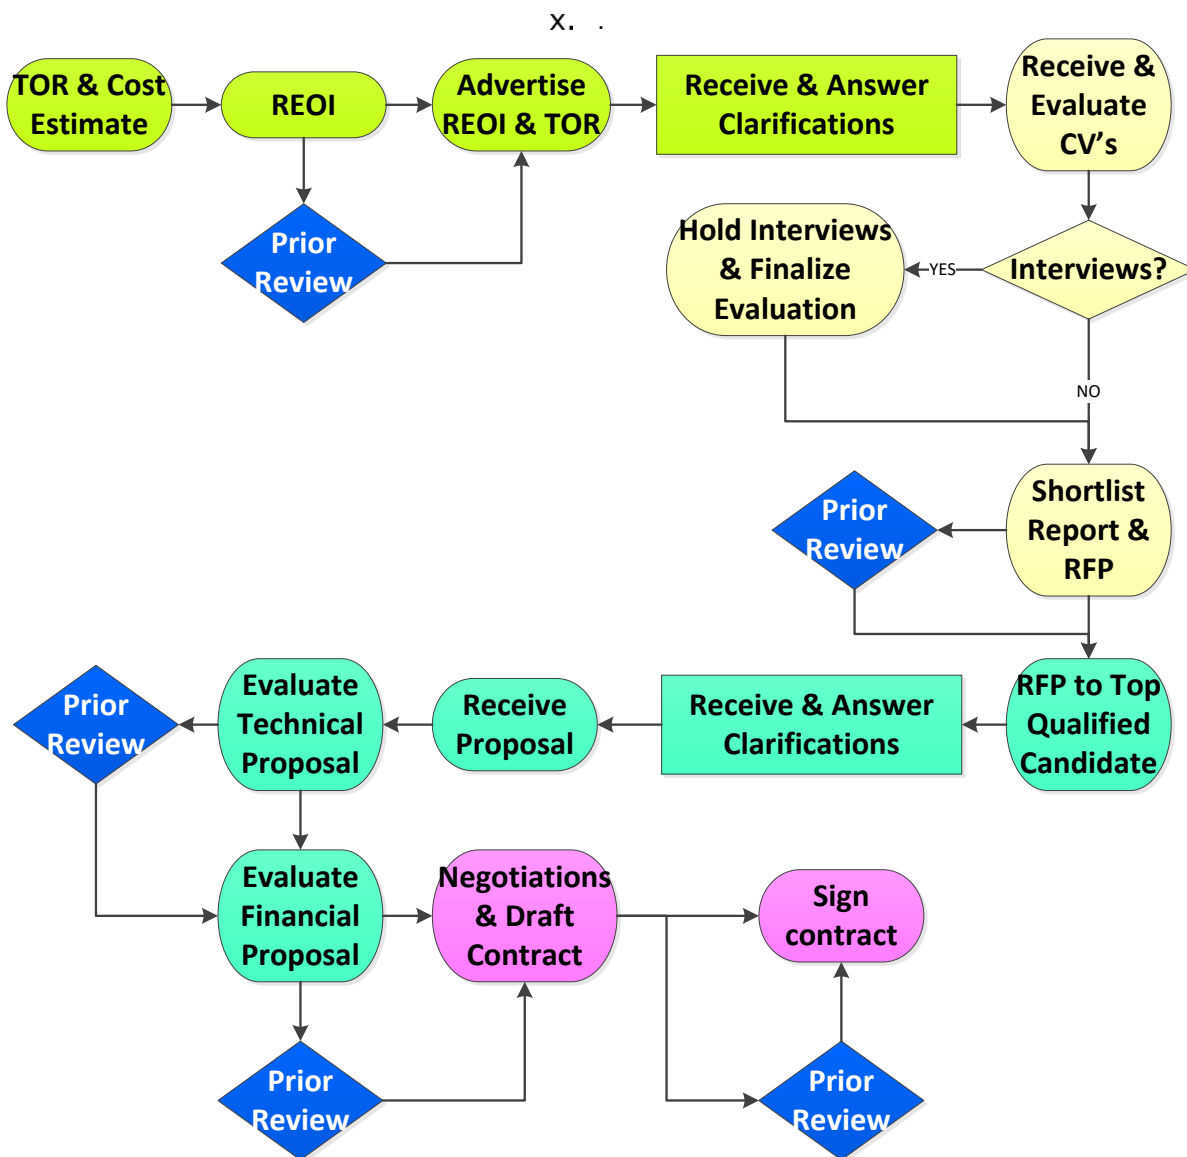 x. .
TOR & Cost
Estimate
REOI
Advertise
REOI & TOR
Receive & Answer
Clarifications
Receive &
Evaluate
CV’s
Prior
Review
Hold Interviews
& Finalize
Evaluation
YES
Interviews?
NO
Prior
Review
Shortlist
Report &
RFP
Prior
Review
Evaluate
Technical
Proposal
Receive
Proposal
Receive & Answer
Clarifications
RFP to Top
Qualified
Candidate
Evaluate
Financial
Proposal
Negotiations
& Draft
Contract
Sign
contract
Prior
Review
Prior
Review